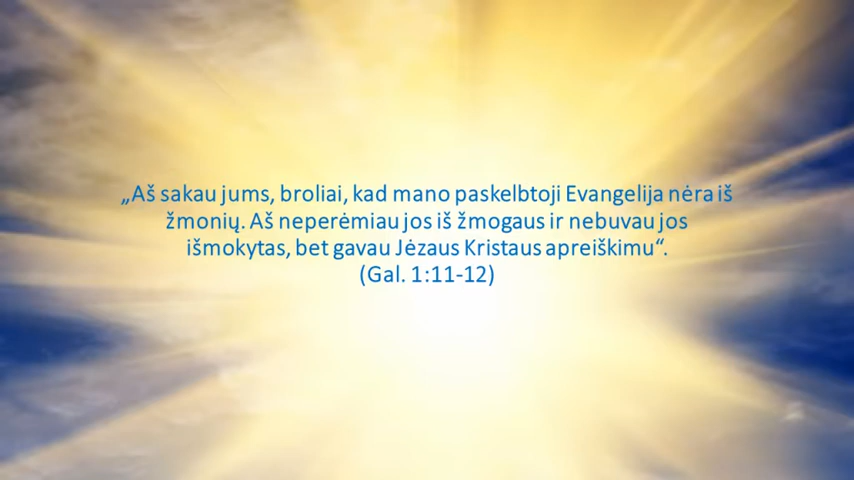 „Aš sakau jums, broliai, kad mano paskelbtoji Evangelija nėra iš
žmonių. Aš neperėmiau jos iš žmogaus ir nebuvau jos
išmokytas, bet gavau Jėzaus Kristaus apreiškimu“.
(Gal. 1:11-12)